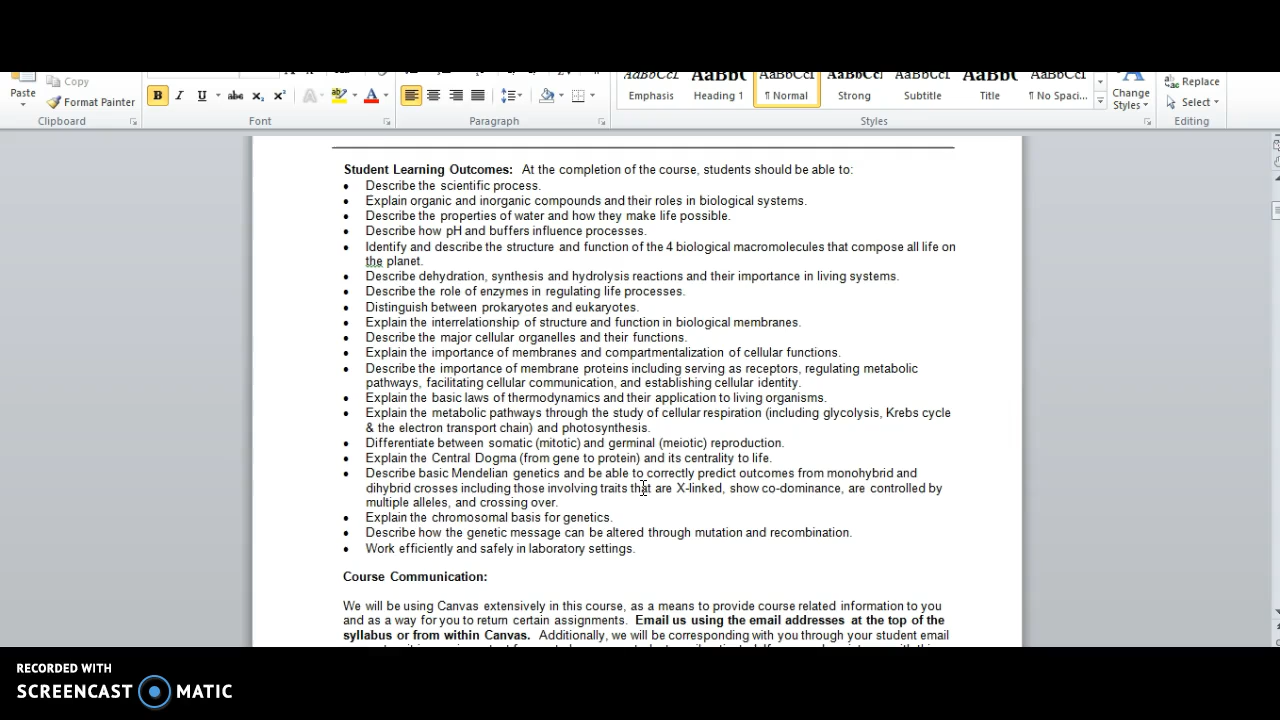 Copy
Paste
Format Painter
B I U abc X₂ X² A ab A
AaBbCcI AaBbC AaBbCcI AaBbCcI AaBbCcI AaBb( AaBbCcI A Replace
Emphasis Heading 1 ¶ Normal Strong Subtitle Title ¶ No Spaci... Change Styles Select
Clipboard Font Paragraph Styles Editing
Student Learning Outcomes: At the completion of the course, students should be able to:
• Describe the scientific process.
• Explain organic and inorganic compounds and their roles in biological systems.
• Describe the properties of water and how they make life possible.
• Describe how pH and buffers influence processes.
• Identify and describe the structure and function of the 4 biological macromolecules that compose all life on
the planet.
• Describe dehydration, synthesis and hydrolysis reactions and their importance in living systems.
• Describe the role of enzymes in regulating life processes.
• Distinguish between prokaryotes and eukaryotes.
• Explain the interrelationship of structure and function in biological membranes.
• Describe the major cellular organelles and their functions.
• Explain the importance of membranes and compartmentalization of cellular functions.
• Describe the importance of membrane proteins including serving as receptors, regulating metabolic
pathways, facilitating cellular communication, and establishing cellular identity.
• Explain the basic laws of thermodynamics and their application to living organisms.
• Explain the metabolic pathways through the study of cellular respiration (including glycolysis, Krebs cycle
& the electron transport chain) and photosynthesis.
• Differentiate between somatic (mitotic) and germinal (meiotic) reproduction.
• Explain the Central Dogma (from gene to protein) and its centrality to life.
• Describe basic Mendelian genetics and be able to correctly predict outcomes from monohybrid and
dihybrid crosses including those involving traits that are X-linked, show co-dominance, are controlled by
multiple alleles, and crossing over.
• Explain the chromosomal basis for genetics.
• Describe how the genetic message can be altered through mutation and recombination.
• Work efficiently and safely in laboratory settings.
Course Communication:
We will be using Canvas extensively in this course, as a means to provide course related information to you
and as a way for you to return certain assignments. Email us using the email addresses at the top of the
syllabus or from within Canvas. Additionally, we will be corresponding with you through your student email
RECORDED WITH
SCREENCAST MATIC